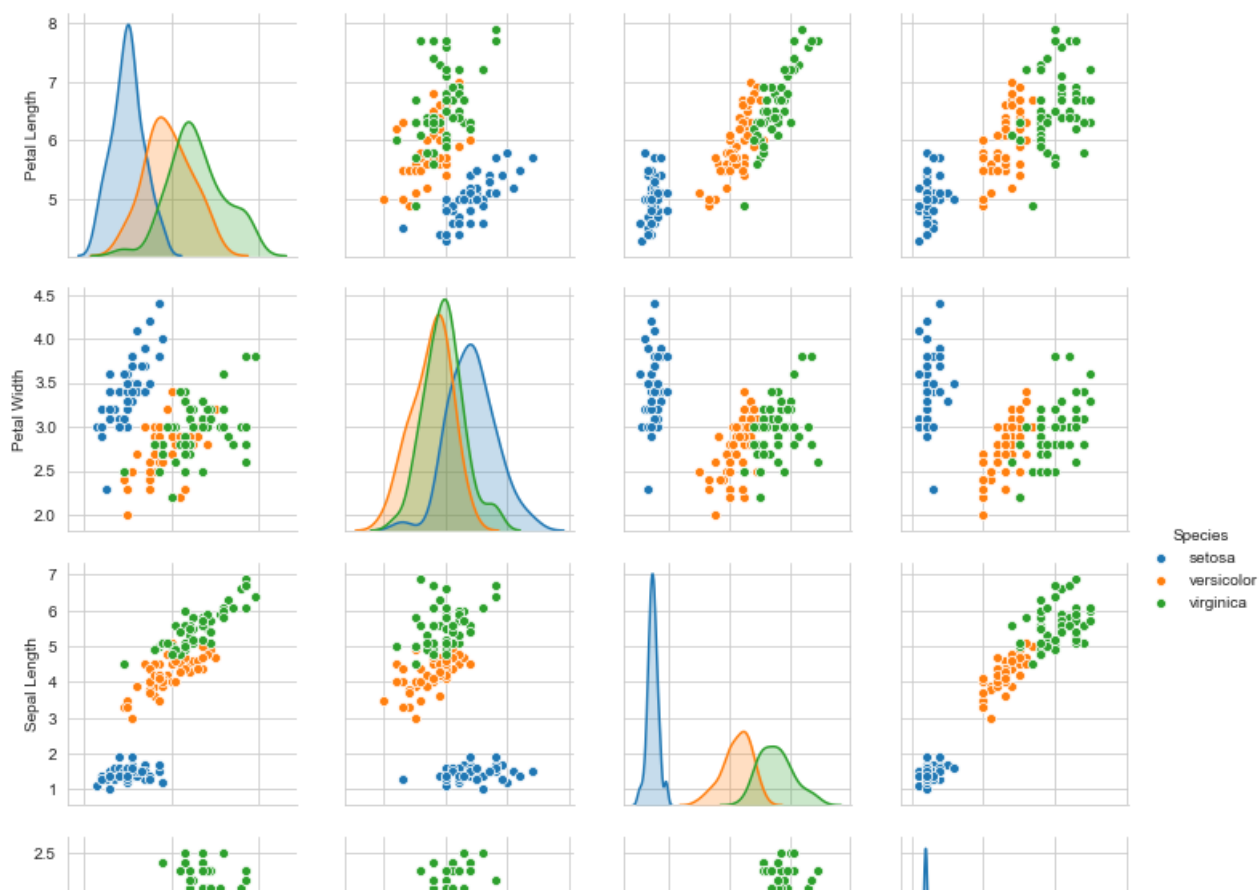 8
7
6
5
Petal Length
4.5
4.0
3.5
3.0
2.5
2.0
Petal Width
7
6
5
4
3
2
1
Sepal Length
2.5
Species
setosa
versicolor
virginica